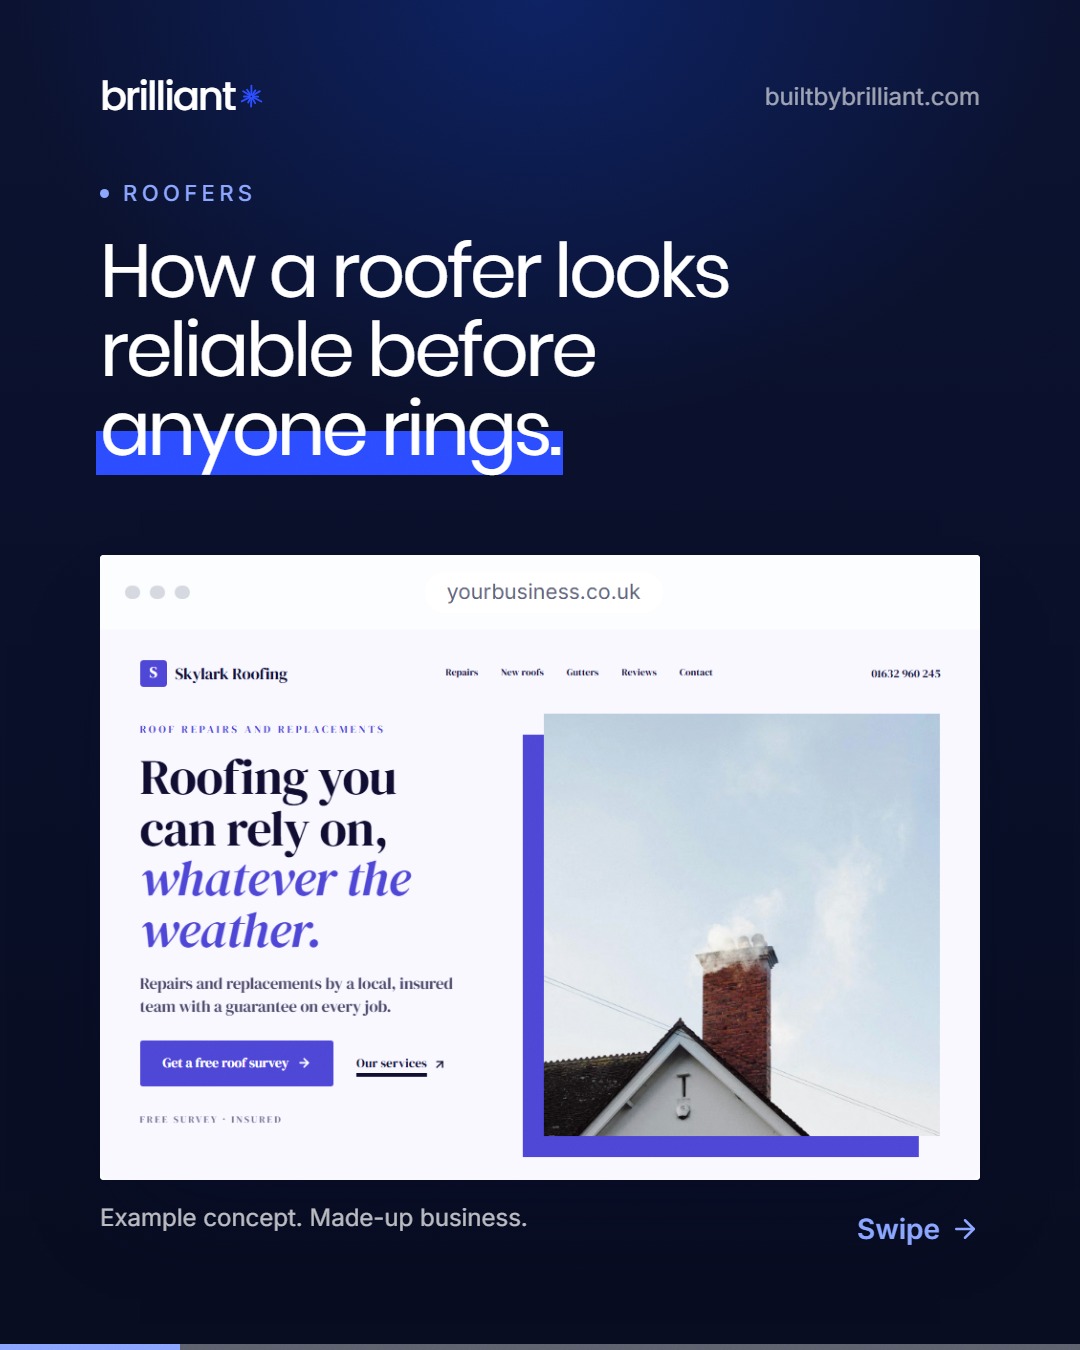 brilliant
builtbybrilliant.com
ROOFERS
How a roofer looks
reliable before
anyone rings.
yourbusiness.co.uk
S Skylark Roofing
Repairs New roofs Gutters Reviews Contact
01632 960 245
ROOF REPAIRS AND REPLACEMENTS
Roofing you
can rely on,
whatever the
weather.
Repairs and replacements by a local, insured
team with a guarantee on every job.
Get a free roof survey →
Our services ↗
FREE SURVEY · INSURED
Example concept. Made-up business.
Swipe →